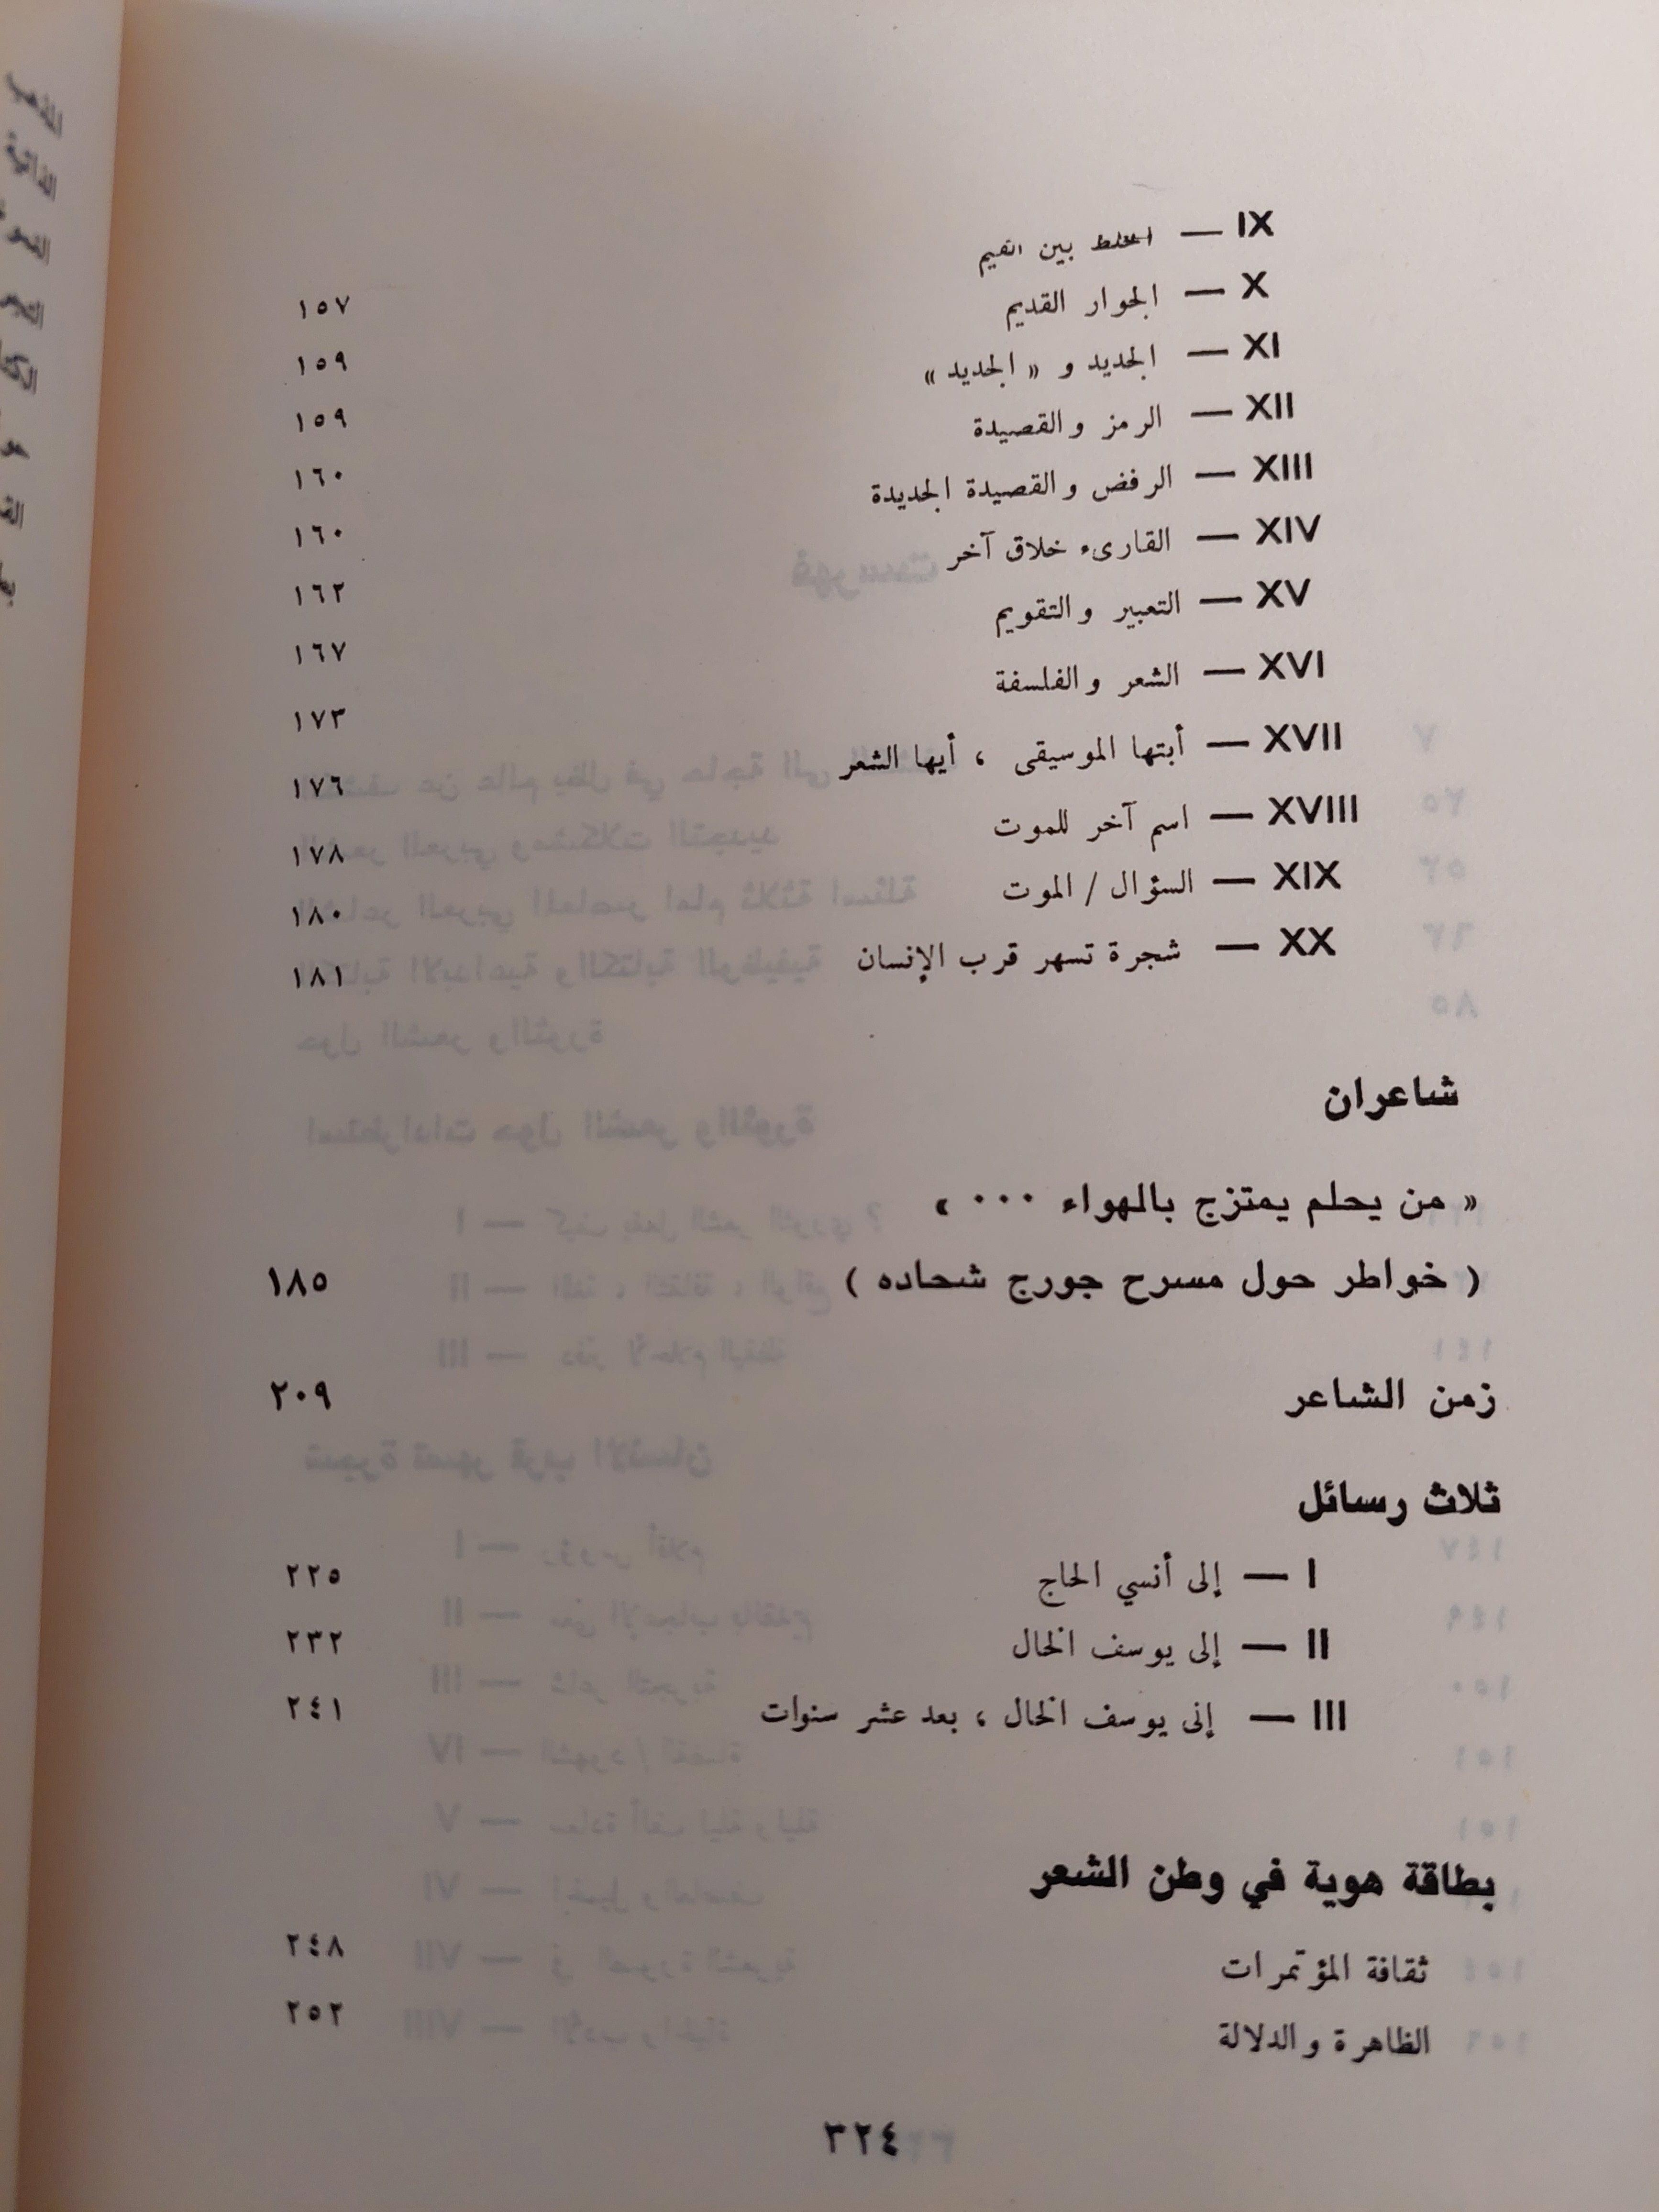 IX — الخلط بين القيم ١٥٧
X — الحوار القديم ١٥٩
XI — الجديد و « الجديد » ١٥٩
XII — الرمز والقصيدة ١٦٠
XIII — الرفض والقصيدة الجديدة ١٦٠
XIV — القارىء خلاق آخر ١٦٢
XV — التعبير والتقويم ١٦٧
XVI — الشعر والفلسفة ١٧٣
XVII — أيتها الموسيقى ، أيها الشعر ١٧٦
XVIII — اسم آخر للموت ١٧٨
XIX — السؤال / الموت ١٨٠
XX — شجرة تسهر قرب الإنسان ١٨١
شاعران
« من يحلم يمتزج بالهواء ... »
( خواطر حول مسرح جورج شحاده ) ١٨٥
زمن الشاعر ٢٠٩
ثلاث رسائل
I — إلى أنسي الحاج ٢٢٥
II — إلى يوسف الخال ٢٣٢
III — إلى يوسف الخال ، بعد عشر سنوات ٢٤١
بطاقة هوية في وطن الشعر
ثقافة المؤتمرات ٢٤٨
الظاهرة والدلالة ٢٥٢
٣٢٤